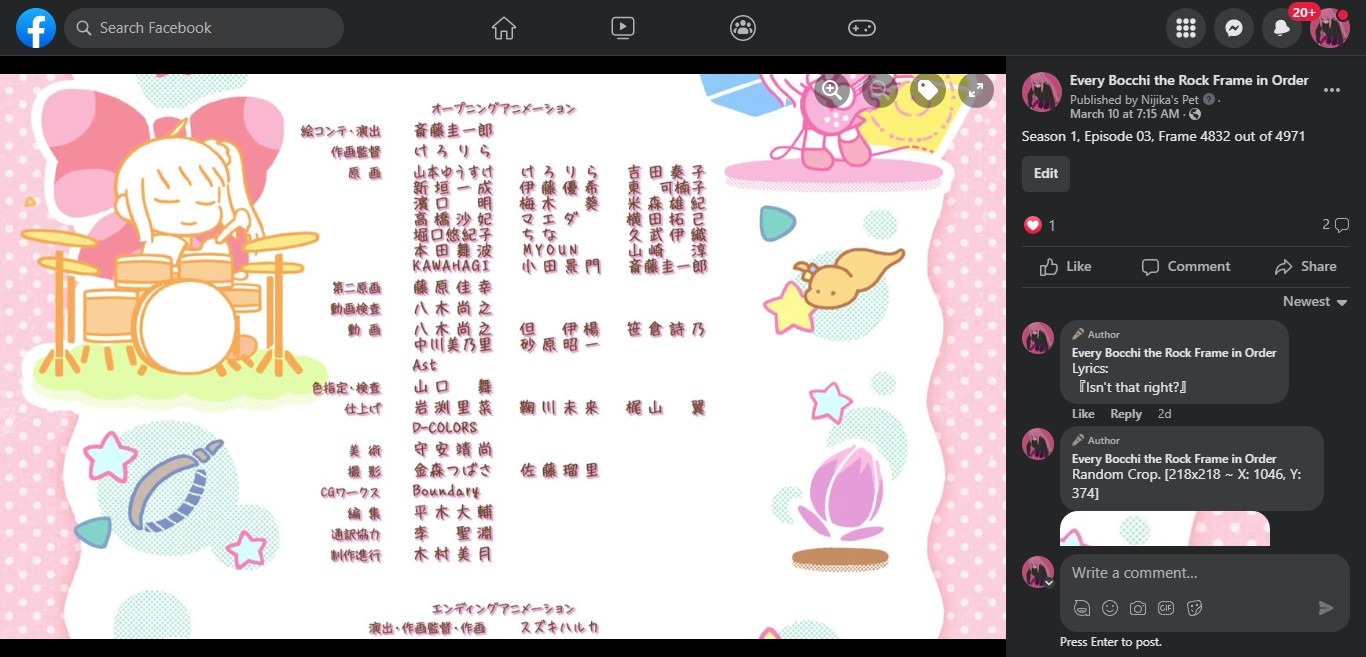 Search Facebook
20+
オープニングアニメーション
絵コンテ・演出 斎藤圭一郎
作画監督 けろりら
原画 山本ゆうすけ けろりら 吉田奏子
新垣一成 伊藤優希 東 可楠子
濱口 明 梅木 葵 米森雄紀
高橋沙妃 マエダ 横田拓己
堀口悠紀子 ちな 久武伊織
本田舞波 MYOUN 山崎 淳
KAWAHAGI 小田景門 斎藤圭一郎
第二原画 藤原佳幸
動画検査 八木尚之
動画 八木尚之 但 伊楊 笹倉詩乃
中川美乃里 砂原昭一
Ast
色指定・検査 山口 舞
仕上げ 岩渕里菜 鞠川未来 梶山 翼
D-COLORS
美術 守安靖尚
撮影 金森つばさ 佐藤瑠里
CGワークス Boundary
編集 平木大輔
通訳協力 李 聖淵
制作進行 木村美月
エンディングアニメーション
演出・作画監督・作画 スズキハルカ
Every Bocchi the Rock Frame in Order
Published by Nijika's Pet ·
March 10 at 7:15 AM ·
Season 1, Episode 03, Frame 4832 out of 4971
Edit
1
2
Like Comment Share
Newest
Author
Every Bocchi the Rock Frame in Order
Lyrics:
『Isn't that right?』
Like Reply 2d
Author
Every Bocchi the Rock Frame in Order
Random Crop. [218x218 ~ X: 1046, Y:
374]
Write a comment...
GIF
Press Enter to post.